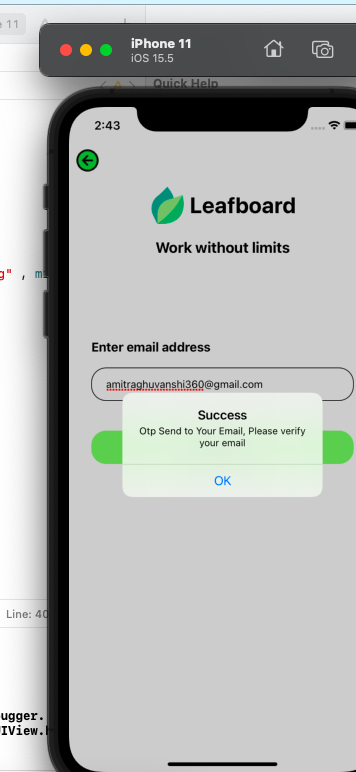 e 11
iPhone 11
iOS 15.5
Quick Help
2:43
Leafboard
Work without limits
g" , m
Enter email address
amitraghuvanshi360@gmail.com
Success
Otp Send to Your Email, Please verify
your email
OK
Line: 40
ugger.
UIView.